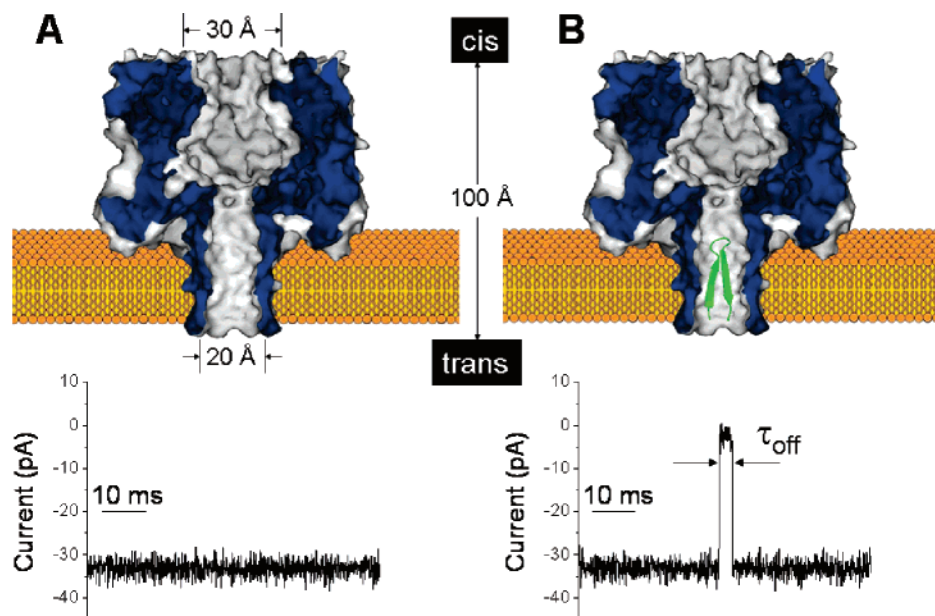 A
30 Å
cis
B
100 Å
20 Å
trans
10
0
-10
-20
-30
-40
Current (pA)
10 ms
10
0
-10
-20
-30
-40
Current (pA)
10 ms
τoff